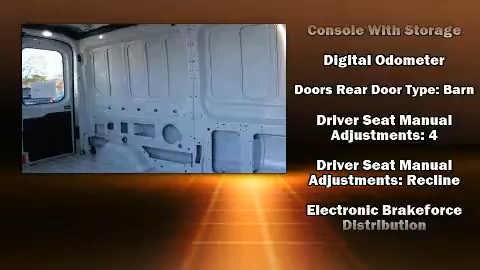 Console With Storage
Digital Odometer
Doors Rear Door Type: Barn
Driver Seat Manual
Adjustments: 4
Driver Seat Manual
Adjustments: Recline
Electronic Brakeforce
Distribution